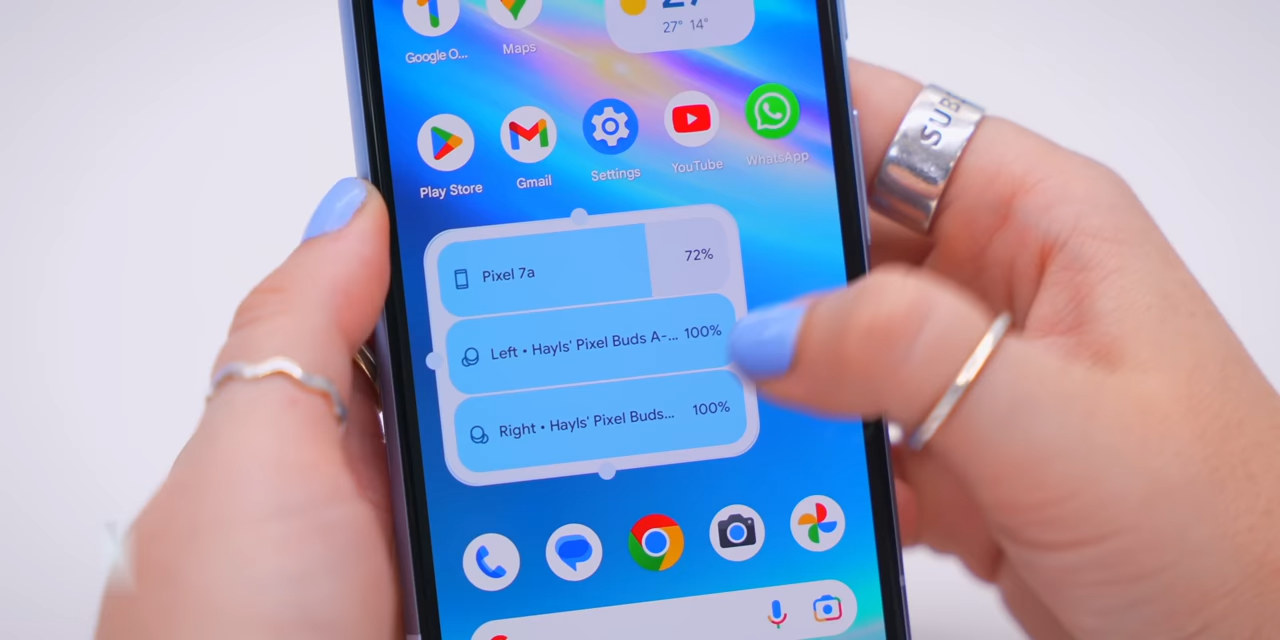 27° 14°
Google O...
Maps
Play Store
Gmail
Settings
YouTube
WhatsApp
Pixel 7a
72%
Left • Hayls' Pixel Buds A-... 100%
Right • Hayls' Pixel Buds... 100%